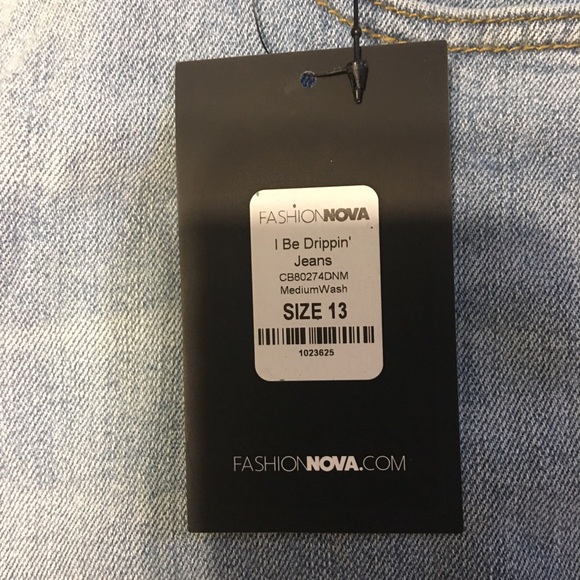 FASHIONNOVA
I Be Drippin'
Jeans
CB80274DNM
MediumWash
SIZE 13
1023625
FASHIONNOVA.COM